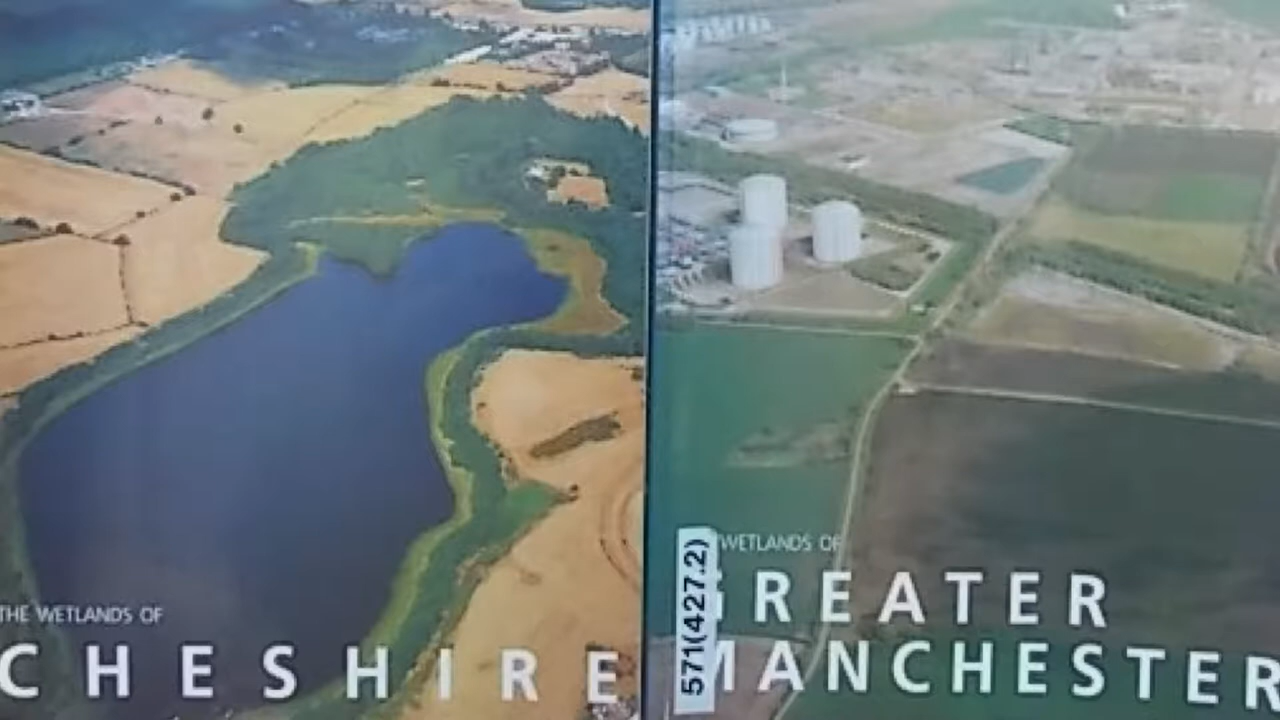 THE WETLANDS OF
CHESHIRE
WETLANDS OF
GREATER
MANCHESTER
571(427.2)